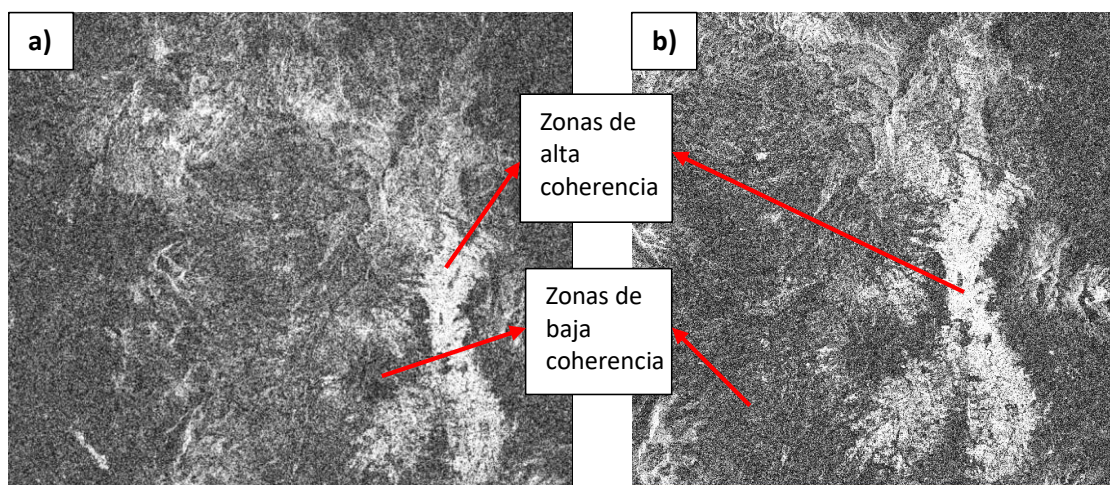 a)
b)
Zonas de
alta
coherencia
Zonas de
baja
coherencia